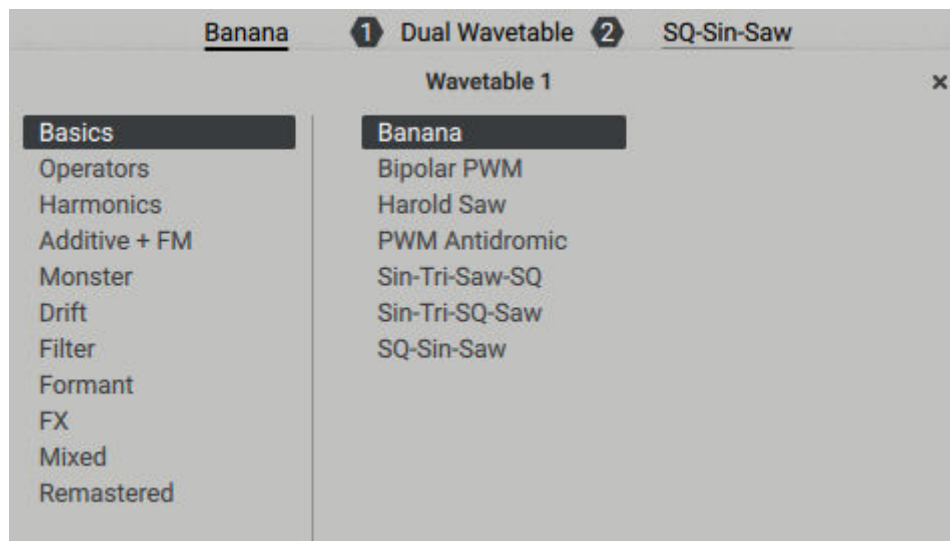 Banana 1 Dual Wavetable 2 SQ-Sin-Saw
Wavetable 1 ×
Basics
Operators
Harmonics
Additive + FM
Monster
Drift
Filter
Formant
FX
Mixed
Remastered
Banana
Bipolar PWM
Harold Saw
PWM Antidromic
Sin-Tri-Saw-SQ
Sin-Tri-SQ-Saw
SQ-Sin-Saw